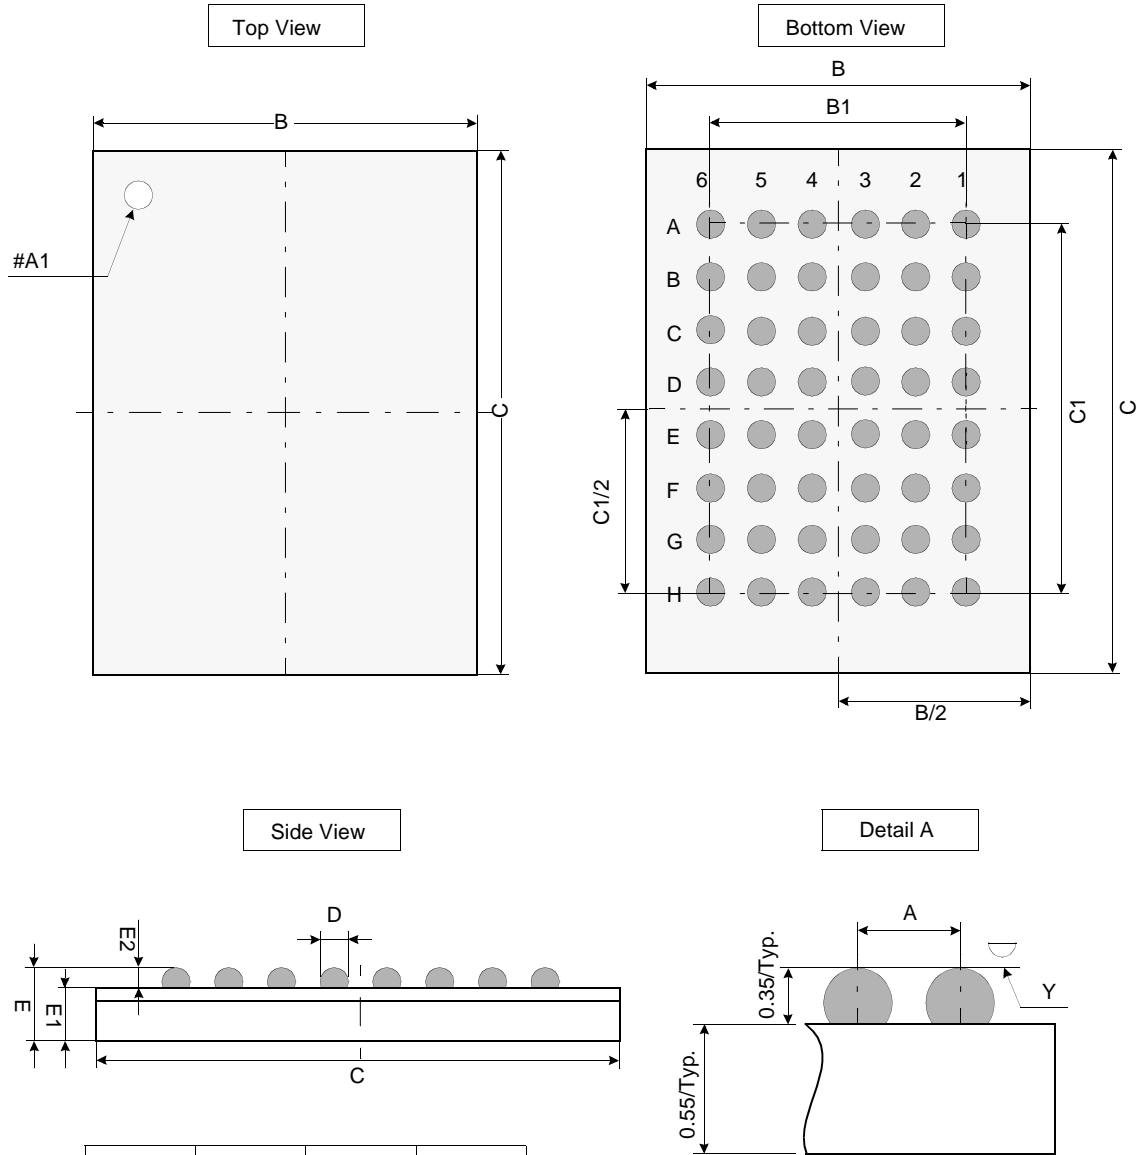 Top View
Bottom View
B
B
B1
6 5 4 3 2 1
A
#A1
B
C
D
C
C1
C
E
C1/2
F
G
H
B/2
Side View
Detail A
D
E2
E
E1
C
A
0.35/Typ.
Y
0.55/Typ.